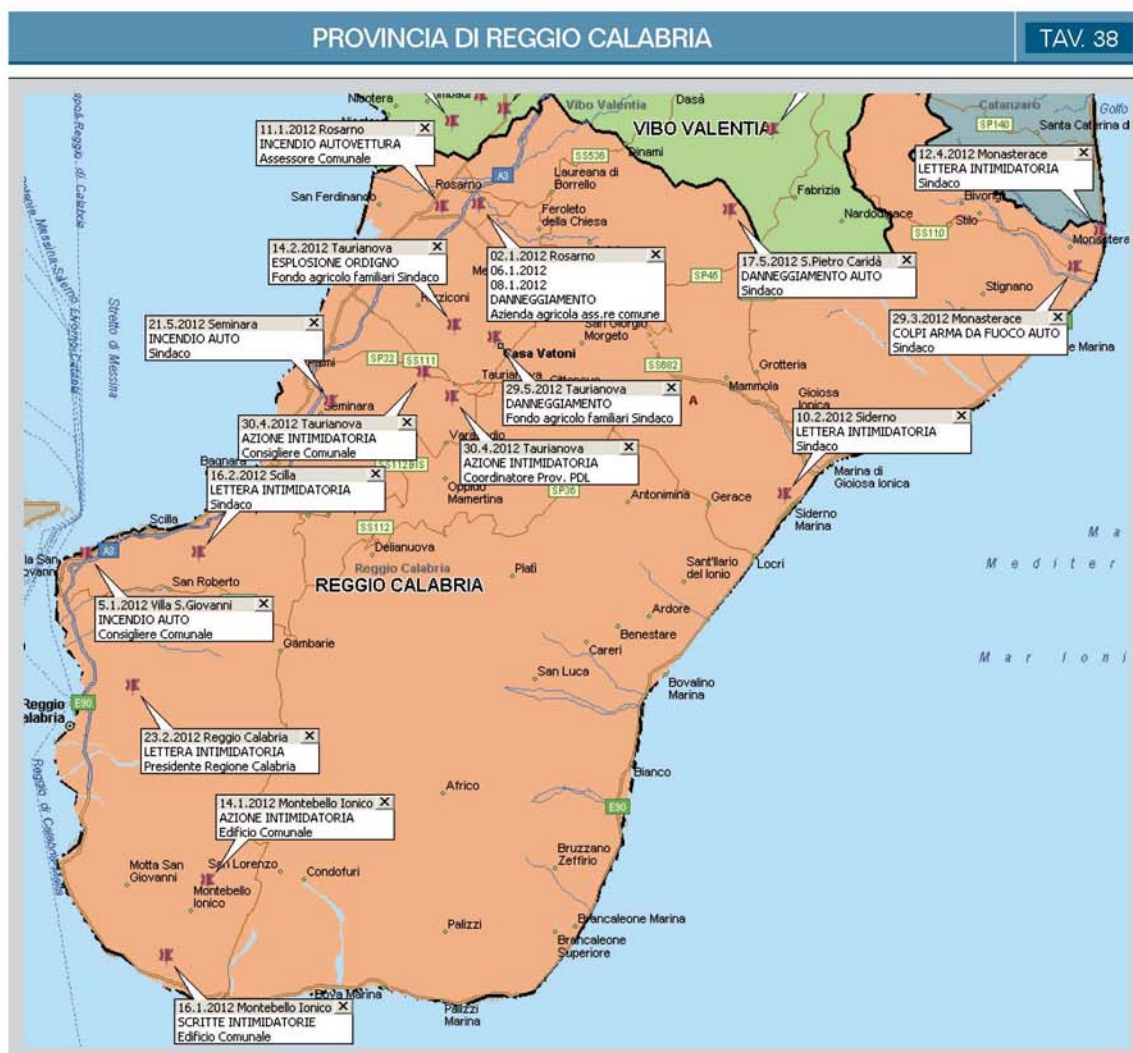 PROVINCIA DI REGGIO CALABRIA
TAV. 38
Nicotera
Vibo Valentia
Dasà
Catanzaro
Golfo
SP140
Santa Caterina d
VIBO VALENTIA
11.1.2012 Rosarno
INCENDIO AUTOVETTURA
Assessore Comunale
SS536
Dinami
12.4.2012 Monasterace
LETTERA INTIMIDATORIA
Sindaco
A3
Laureana di
Borrello
Rosarno
San Ferdinando
Fabrizia
Bivong
Stilo
Feroleto
della Chiesa
Nardodipace
SS110
Monastera
14.2.2012 Taurianova
ESPLOSIONE ORDIGNO
Fondo agricolo familiari Sindaco
02.1.2012 Rosarno
06.1.2012
08.1.2012
DANNEGGIAMENTO
Azienda agricola ass.re comune
17.5.2012 S.Pietro Caridà
DANNEGGIAMENTO AUTO
Sindaco
SP45
Stignano
21.5.2012 Seminara
INCENDIO AUTO
Sindaco
29.3.2012 Monasterace
COLPI ARMA DA FUOCO AUTO
Sindaco
e Marina
San Giorgio
Morgeto
Casa Vatoni
SP32
SS111
SS682
Grotteria
Palmi
Taurianova
Cittanova
Mammola
29.5.2012 Taurianova
DANNEGGIAMENTO
Fondo agricolo familiari Sindaco
A
Gioiosa
Ionica
Seminara
30.4.2012 Taurianova
AZIONE INTIMIDATORIA
Consigliere Comunale
10.2.2012 Siderno
LETTERA INTIMIDATORIA
Sindaco
30.4.2012 Taurianova
AZIONE INTIMIDATORIA
Coordinatore Prov. PDL
Bagnara
SS112BIS
16.2.2012 Scilla
LETTERA INTIMIDATORIA
Sindaco
Oppido
Mamertina
SP36
Marina di
Gioiosa Ionica
Antonimina
Gerace
Siderno
Marina
Scilla
SS112
A3
Delianuova
Reggio Calabria
REGGIO CALABRIA
Platì
Sant'Ilario
del Ionio
Locri
M a
M e d i t e r
San Roberto
5.1.2012 Villa S.Giovanni
INCENDIO AUTO
Consigliere Comunale
Ardore
Benestare
Gambarie
Careri
San Luca
M a r I o n i
Bovalino
Marina
Reggio
alabria
E90
23.2.2012 Reggio Calabria
LETTERA INTIMIDATORIA
Presidente Regione Calabria
Bianco
Africo
14.1.2012 Montebello Ionico
AZIONE INTIMIDATORIA
Edificio Comunale
E90
Motta San
Giovanni
San Lorenzo
Condofuri
Bruzzano
Zeffirio
Montebello
Ionico
Palizzi
Brancaleone Marina
Brancaleone
Superiore
Bova Marina
Palizzi
Marina
16.1.2012 Montebello Ionico
SCRITTE INTIMIDATORIE
Edificio Comunale
Stretto di Messina